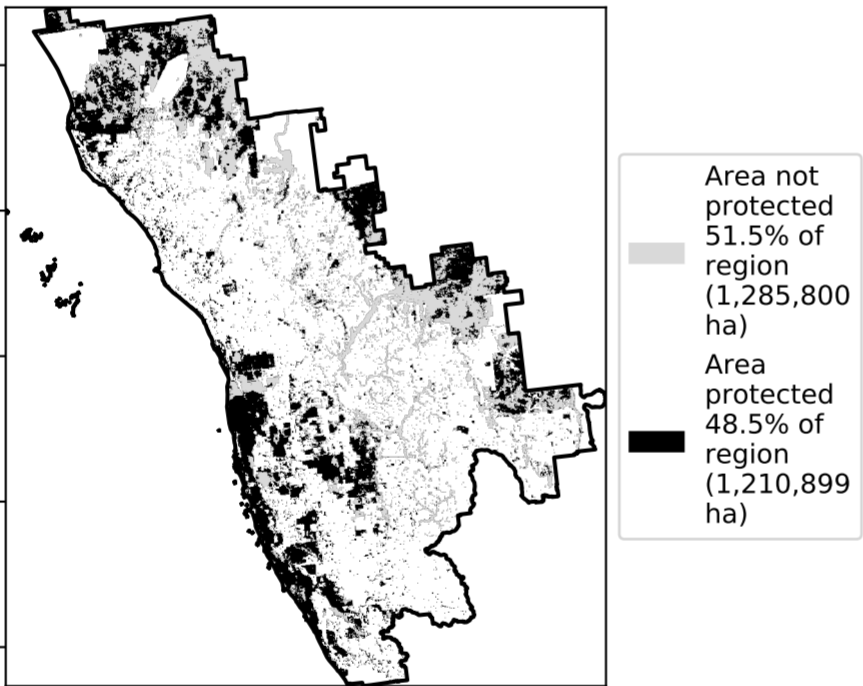 Area not
protected
51.5% of
region
(1,285,800
ha)
Area
protected
48.5% of
region
(1,210,899
ha)